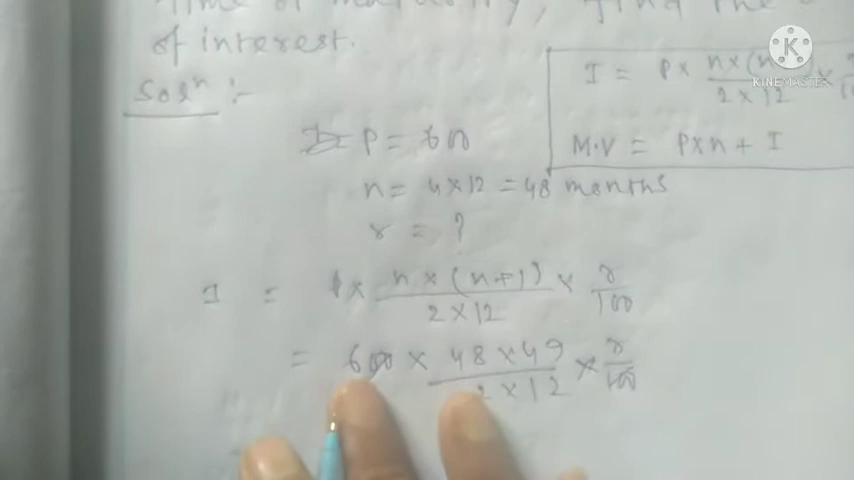 of interest.
Solⁿ :-
I = P × n×(n+1)/2×12 ×
M.V = P×n + I
KINEMASTER
P = 600
n = 4×12 = 48 months
r = ?
I = P× n×(n+1)/2×12 × r/100
= 600 × 48×49/2×12 × r/100